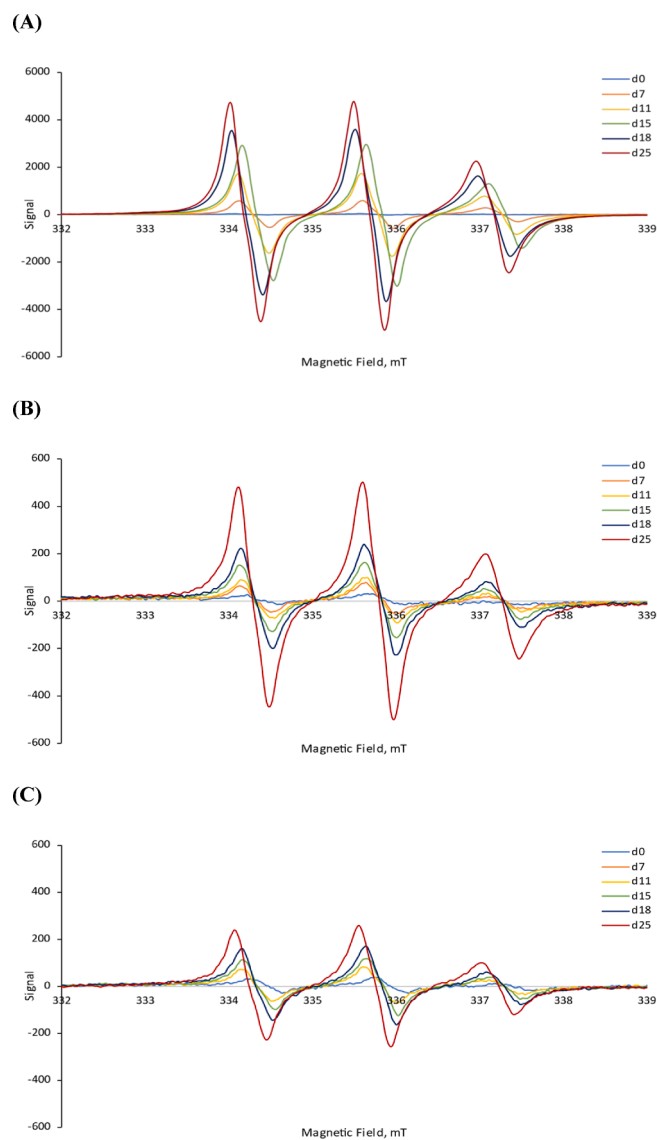 (A)
6000
4000
2000
0
-2000
-4000
-6000
Signal
332 333 334 335 336 337 338 339
Magnetic Field, mT
d0
d7
d11
d15
d18
d25
(B)
600
400
200
0
-200
-400
-600
Signal
332 333 334 335 336 337 338 339
Magnetic Field, mT
d0
d7
d11
d15
d18
d25
(C)
600
400
200
0
-200
-400
-600
Signal
332 333 334 335 336 337 338 339
Magnetic Field, mT
d0
d7
d11
d15
d18
d25